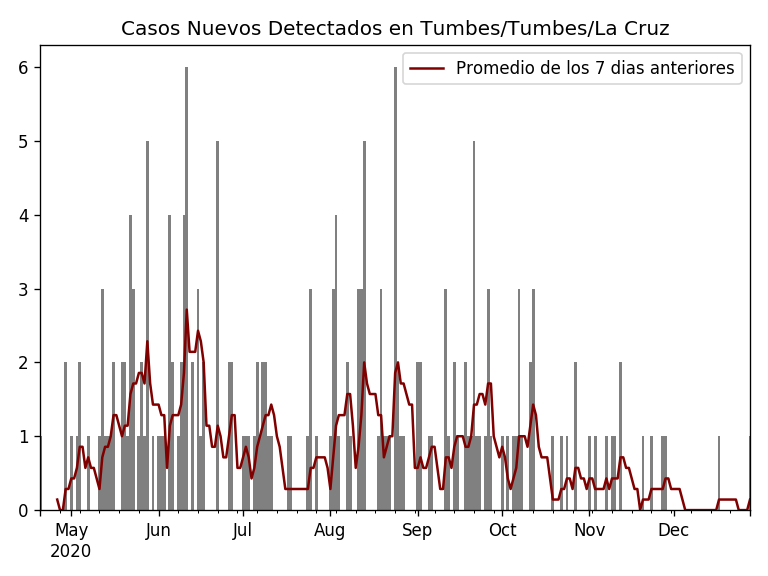 Casos Nuevos Detectados en Tumbes/Tumbes/La Cruz
Promedio de los 7 dias anteriores
6
5
4
3
2
1
0
May Jun Jul Aug Sep Oct Nov Dec
2020